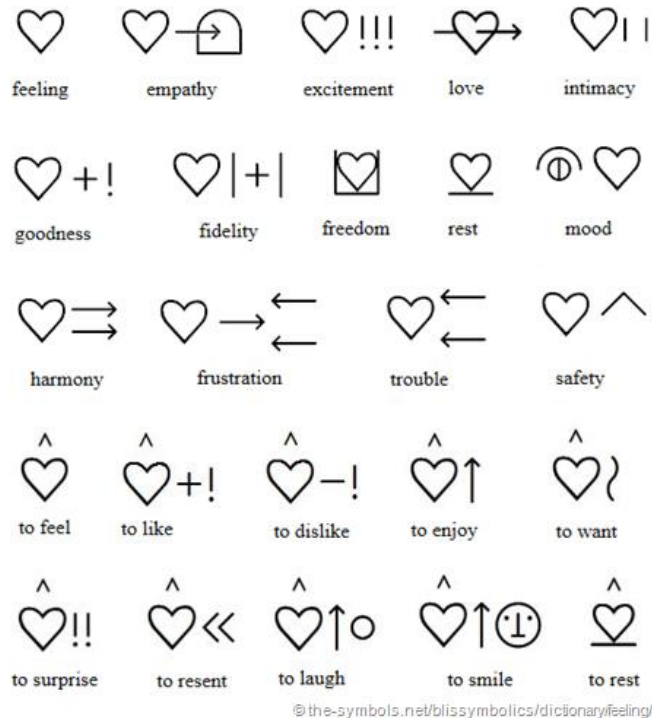 feeling empathy excitement love intimacy
goodness fidelity freedom rest mood
harmony frustration trouble safety
to feel to like to dislike to enjoy to want
to surprise to resent to laugh to smile to rest
©the-symbols.net/blissymbolics/dictionary/feeling/